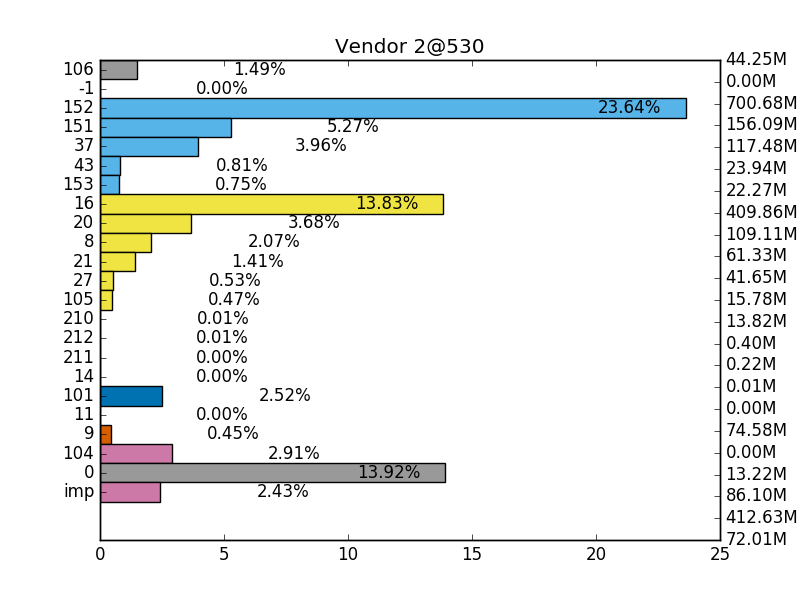 Vendor 2@530
106 1.49% 44.25M
-1 0.00% 0.00M
152 23.64% 700.68M
151 5.27% 156.09M
37 3.96% 117.48M
43 0.81% 23.94M
153 0.75% 22.27M
16 13.83% 409.86M
20 3.68% 109.11M
8 2.07% 61.33M
21 1.41% 41.65M
27 0.53% 15.78M
105 0.47% 13.82M
210 0.01% 0.40M
212 0.01% 0.22M
211 0.00% 0.01M
14 0.00% 0.00M
101 2.52% 74.58M
11 0.00% 0.00M
9 0.45% 13.22M
104 2.91% 86.10M
0 13.92% 412.63M
imp 2.43% 72.01M
0 5 10 15 20 25